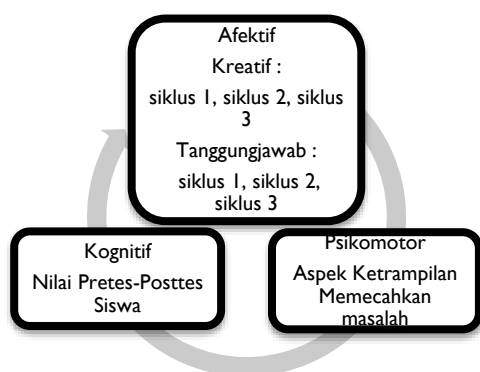 Afektif
Kreatif :
siklus 1, siklus 2, siklus
3
Tanggungjawab :
siklus 1, siklus 2,
siklus 3
Kognitif
Nilai Pretes-Posttes
Siswa
Psikomotor
Aspek Ketrampilan
Memecahkan
masalah